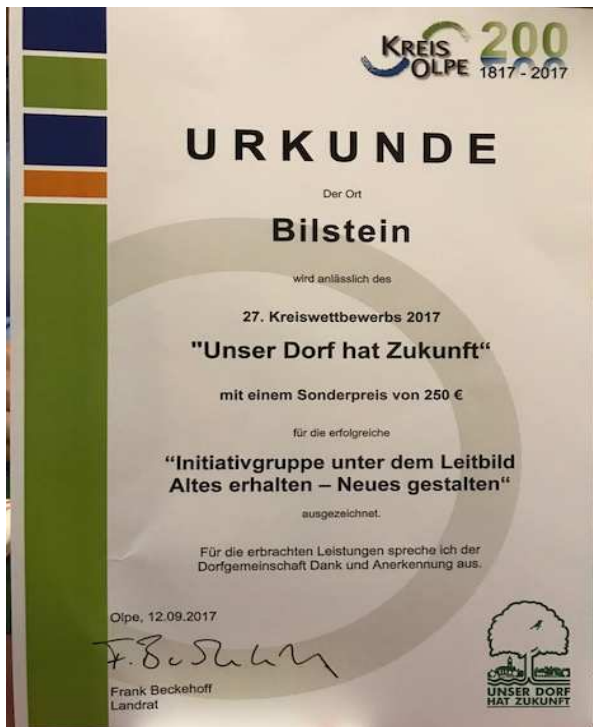 KREIS 200
OLPE 1817 - 2017
URKUNDE
Der Ort
Bilstein
wird anlässlich des
27. Kreiswettbewerbs 2017
"Unser Dorf hat Zukunft“
mit einem Sonderpreis von 250 €
für die erfolgreiche
“Initiativgruppe unter dem Leitbild
Altes erhalten – Neues gestalten“
ausgezeichnet.
Für die erbrachten Leistungen spreche ich der
Dorfgemeinschaft Dank und Anerkennung aus.
Olpe, 12.09.2017
F. Beckehoff
Frank Beckehoff
Landrat
UNSER DORF
HAT ZUKUNFT